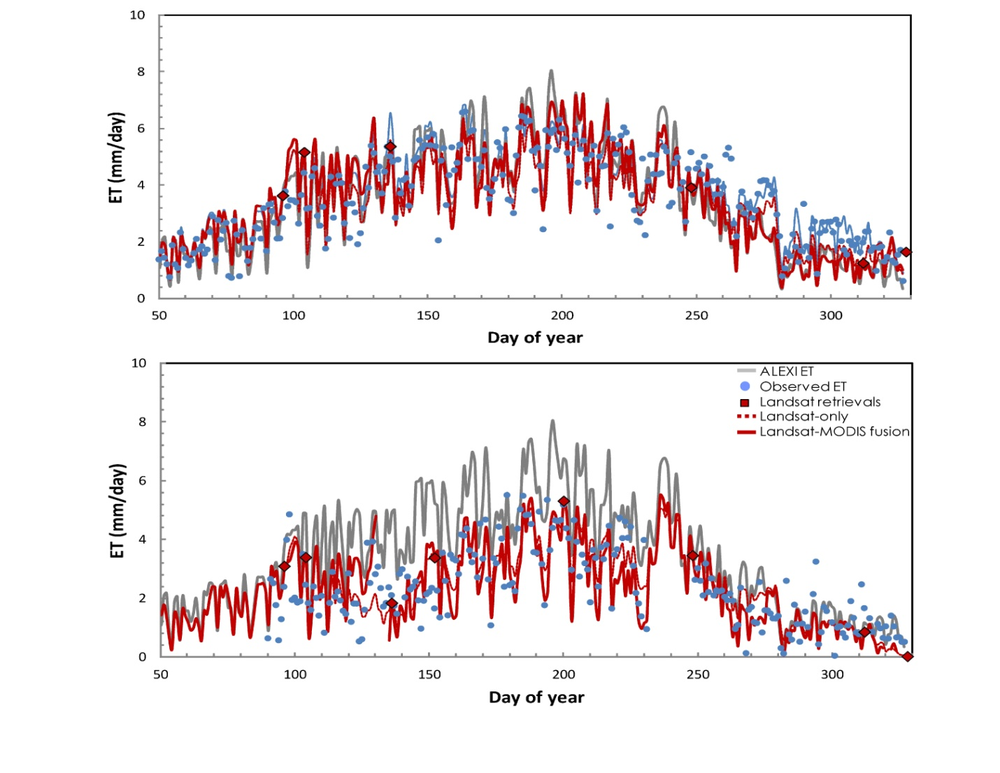 10
8
6
4
2
0
ET (mm/day)
50 100 150 200 250 300
Day of year
10
8
6
4
2
0
ET (mm/day)
ALEXI ET
Observed ET
Landsat retrievals
Landsat-only
Landsat-MODIS fusion
50 100 150 200 250 300
Day of year